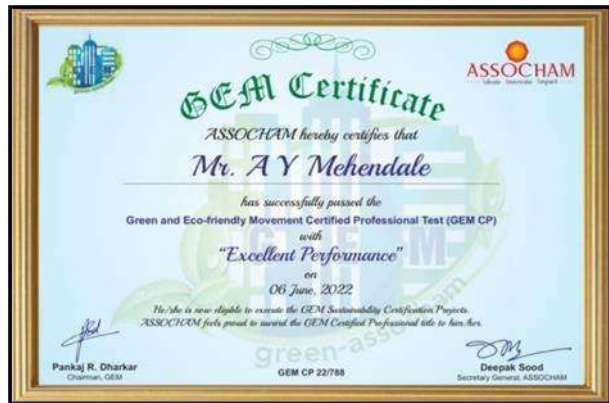 ASSOCHAM
GEM Certificate
ASSOCHAM hereby certifies that
Mr. A Y Mehendale
has successfully passed the
Green and Eco-friendly Movement Certified Professional Test (GEM CP)
with
"Excellent Performance"
on
06 June, 2022
He/she is now eligible to execute the GEM Sustainability Certification Projects.
ASSOCHAM feels proud to award the GEM Certified Professional title to him/her.
Pankaj R. Dharkar
Chairman, GEM
GEM CP 22/788
Deepak Sood
Secretary General, ASSOCHAM